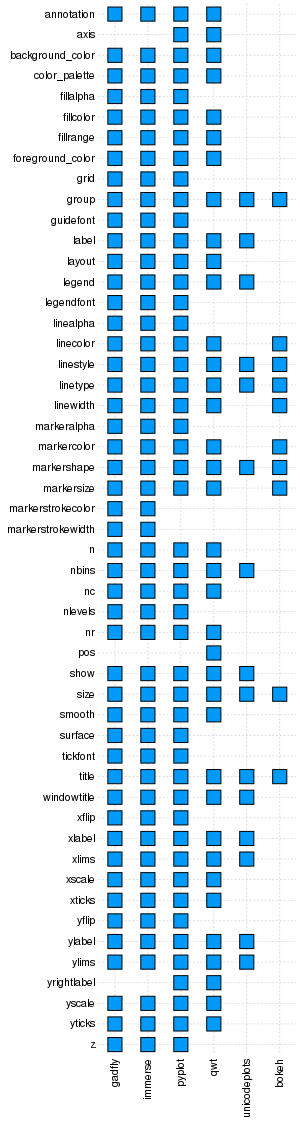 annotation
axis
background_color
color_palette
fillalpha
fillcolor
fillrange
foreground_color
grid
group
guidefont
label
layout
legend
legendfont
linealpha
linecolor
linestyle
linetype
linewidth
markeralpha
markercolor
markershape
markersize
markerstrokecolor
markerstrokewidth
n
nbins
nc
nlevels
nr
pos
show
size
smooth
surface
tickfont
title
windowtitle
xflip
xlabel
xlims
xscale
xticks
yflip
ylabel
ylims
yrightlabel
yscale
yticks
z
gadfly
immerse
pyplot
qwt
unicodeplots
bokeh